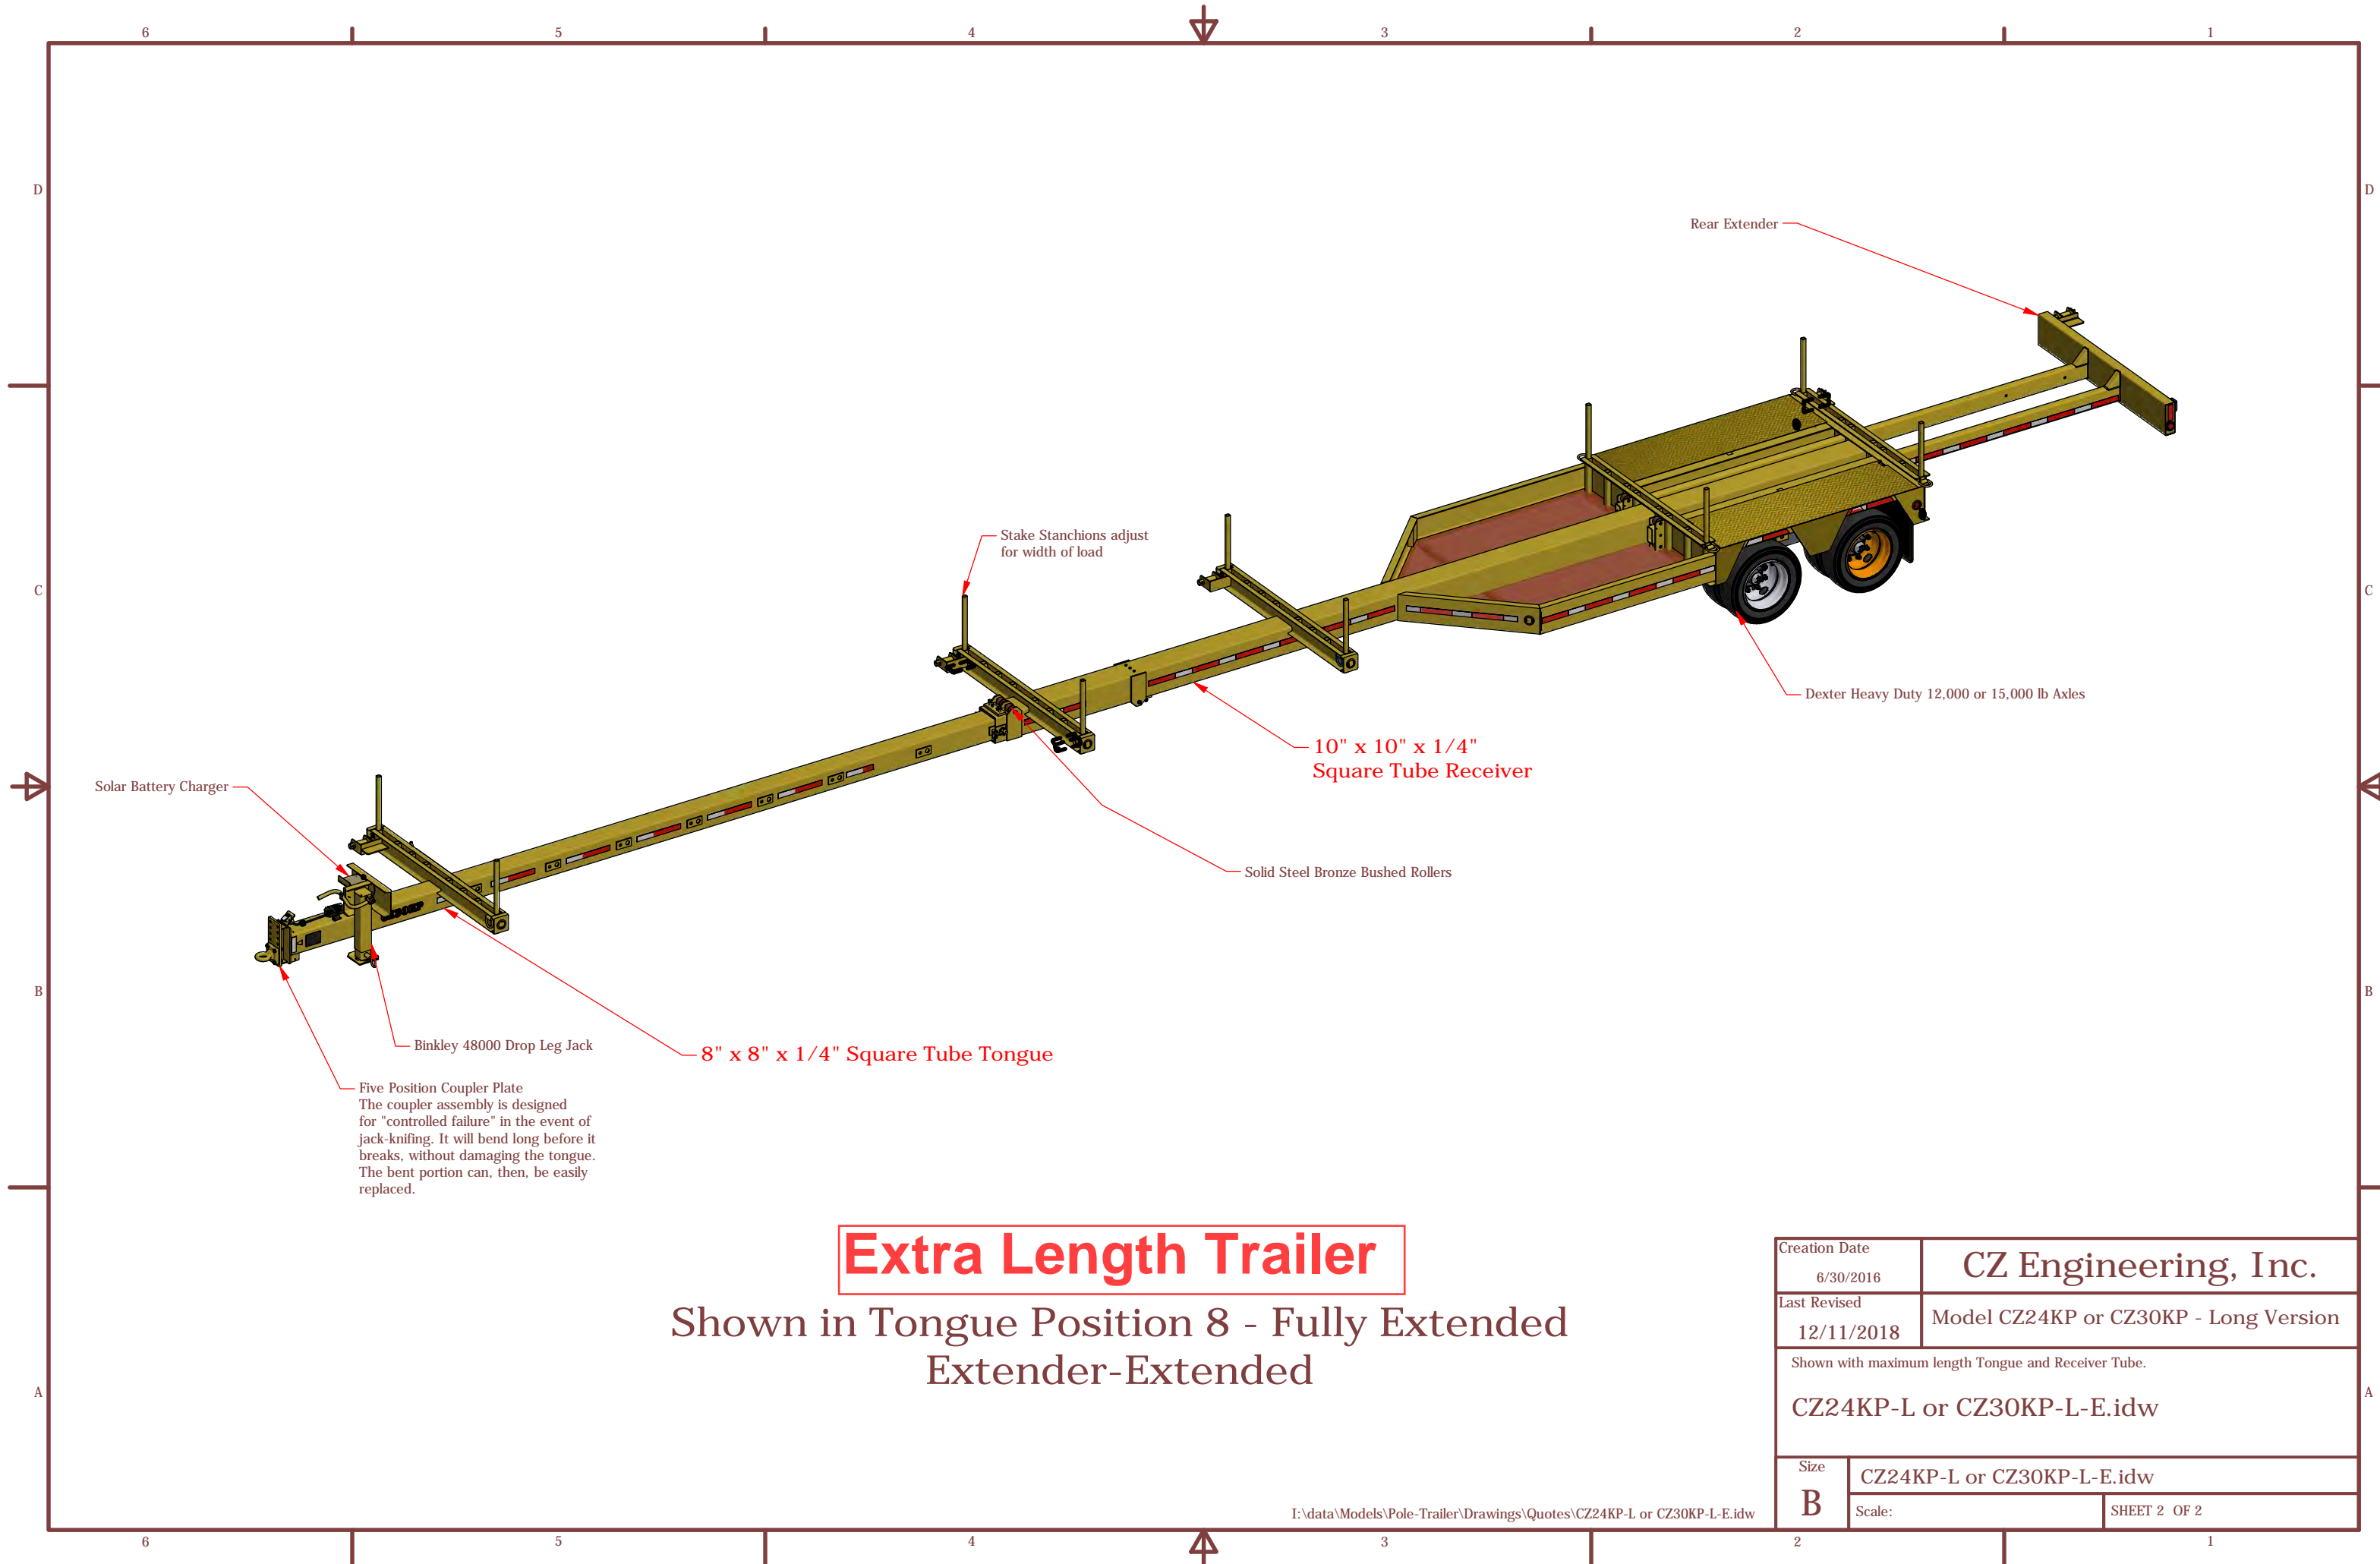 6 5 4 3 2 1
D D
Rear Extender
Stake Stanchions adjust
for width of load
C C
Dexter Heavy Duty 12,000 or 15,000 lb Axles
10" x 10" x 1/4"
Square Tube Receiver
Solar Battery Charger
Solid Steel Bronze Bushed Rollers
CZ30KP
B B
Binkley 48000 Drop Leg Jack
8" x 8" x 1/4" Square Tube Tongue
Five Position Coupler Plate
The coupler assembly is designed
for "controlled failure" in the event of
jack-knifing. It will bend long before it
breaks, without damaging the tongue.
The bent portion can, then, be easily
replaced.
Extra Length Trailer
Shown in Tongue Position 8 - Fully Extended
Extender-Extended
A A
Creation Date
6/30/2016
CZ Engineering, Inc.
Last Revised
12/11/2018
Model CZ24KP or CZ30KP - Long Version
Shown with maximum length Tongue and Receiver Tube.
CZ24KP-L or CZ30KP-L-E.idw
Size
B
CZ24KP-L or CZ30KP-L-E.idw
Scale:
SHEET 2 OF 2
I:\data\Models\Pole-Trailer\Drawings\Quotes\CZ24KP-L or CZ30KP-L-E.idw
6 5 4 3 2 1